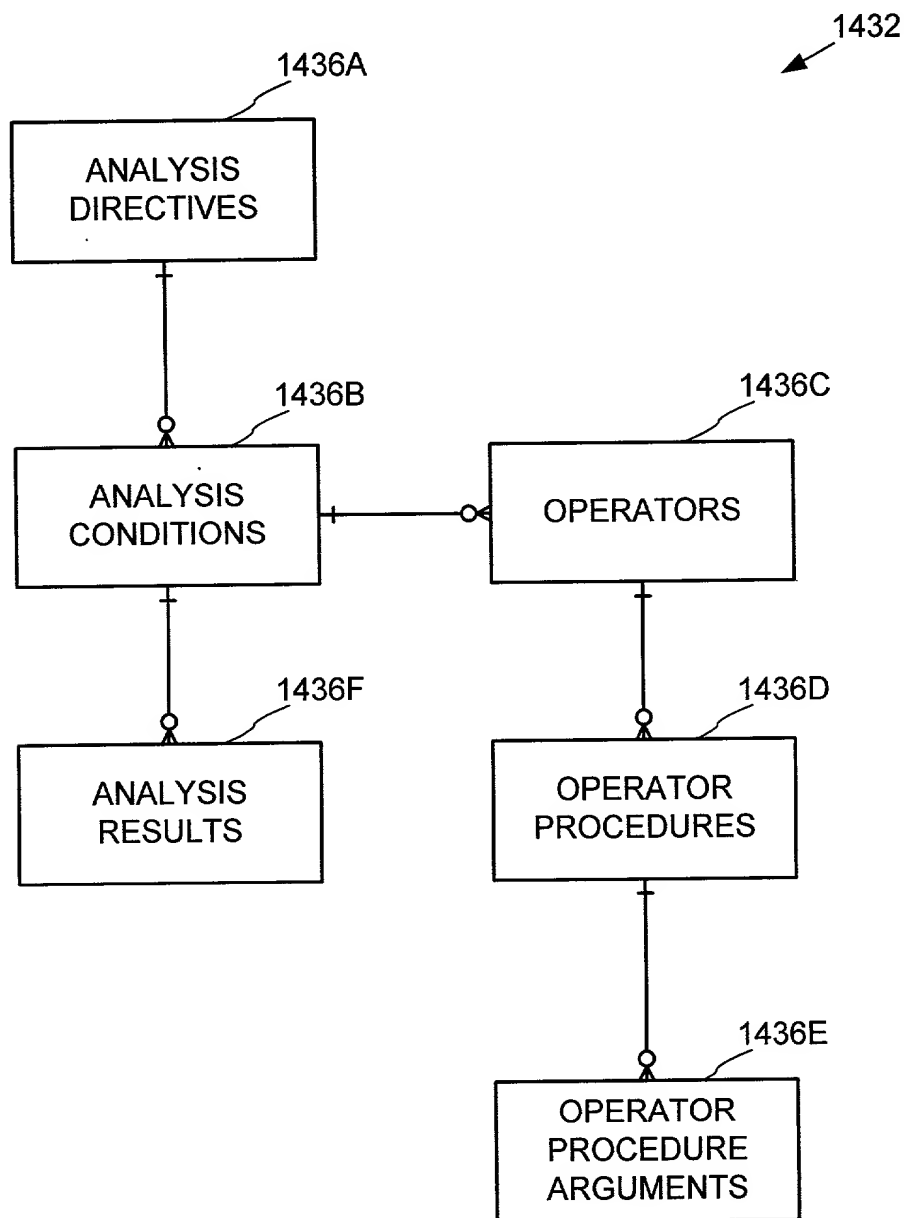 1432
1436A
ANALYSIS
DIRECTIVES
1436B
ANALYSIS
CONDITIONS
1436C
OPERATORS
1436F
ANALYSIS
RESULTS
1436D
OPERATOR
PROCEDURES
1436E
OPERATOR
PROCEDURE
ARGUMENTS